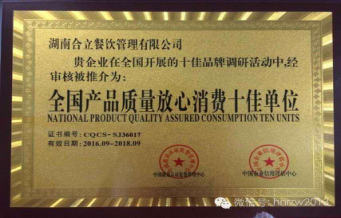 湖南合立餐饮管理有限公司
贵企业在全国开展的十佳品牌调研活动中,经
审核被推介为:
全国产品质量放心消费十佳单位
NATIONAL PRODUCT QUALITY ASSURED CONSUMPTION TEN UNITS
证书编号:CQCS-SJ36017
有效日期:2016.09-2018.09